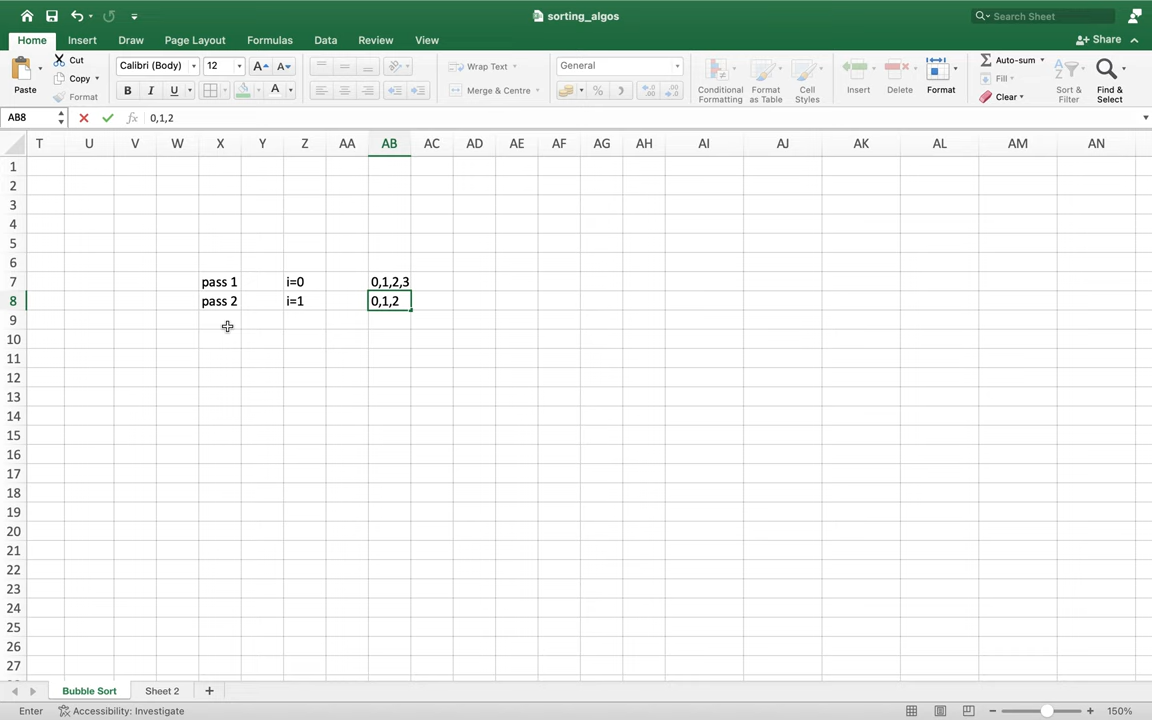 sorting_algos
Search Sheet
Home Insert Draw Page Layout Formulas Data Review View
Share
Paste
Cut
Copy
Format
Calibri (Body) 12
A A
B I U A
Wrap Text
Merge & Centre
General
%
Conditional Formatting
Format as Table
Cell Styles
Insert
Delete
Format
Auto-sum
Fill
Clear
Sort & Filter
Find & Select
AB8 fx 0,1,2
T U V W X Y Z AA AB AC AD AE AF AG AH AI AJ AK AL AM AN
1
2
3
4
5
6
7 pass 1 i=0 0,1,2,3
8 pass 2 i=1 0,1,2
9
10
11
12
13
14
15
16
17
18
19
20
21
22
23
24
25
26
27
Bubble Sort Sheet 2 +
Enter Accessibility: Investigate 150%